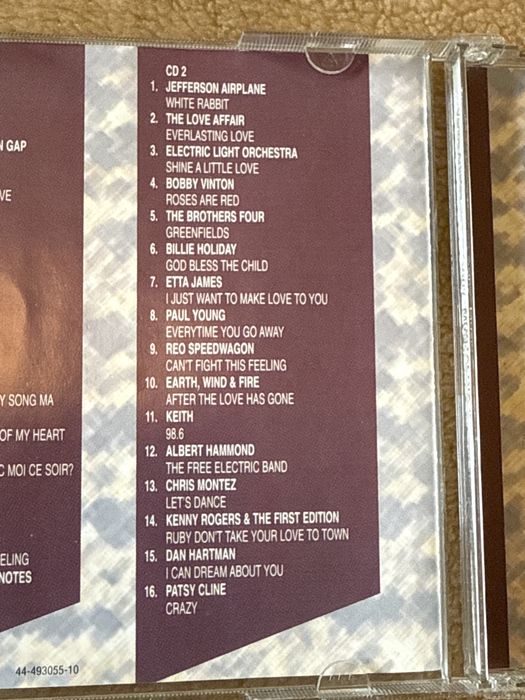 N GAP
VE
Y SONG MA
OF MY HEART
C MOI CE SOIR?
ELING
NOTES
44-493055-10
CD 2
1. JEFFERSON AIRPLANE
WHITE RABBIT
2. THE LOVE AFFAIR
EVERLASTING LOVE
3. ELECTRIC LIGHT ORCHESTRA
SHINE A LITTLE LOVE
4. BOBBY VINTON
ROSES ARE RED
5. THE BROTHERS FOUR
GREENFIELDS
6. BILLIE HOLIDAY
GOD BLESS THE CHILD
7. ETTA JAMES
I JUST WANT TO MAKE LOVE TO YOU
8. PAUL YOUNG
EVERYTIME YOU GO AWAY
9. REO SPEEDWAGON
CAN'T FIGHT THIS FEELING
10. EARTH, WIND & FIRE
AFTER THE LOVE HAS GONE
11. KEITH
98.6
12. ALBERT HAMMOND
THE FREE ELECTRIC BAND
13. CHRIS MONTEZ
LET'S DANCE
14. KENNY ROGERS & THE FIRST EDITION
RUBY DON'T TAKE YOUR LOVE TO TOWN
15. DAN HARTMAN
I CAN DREAM ABOUT YOU
16. PATSY CLINE
CRAZY